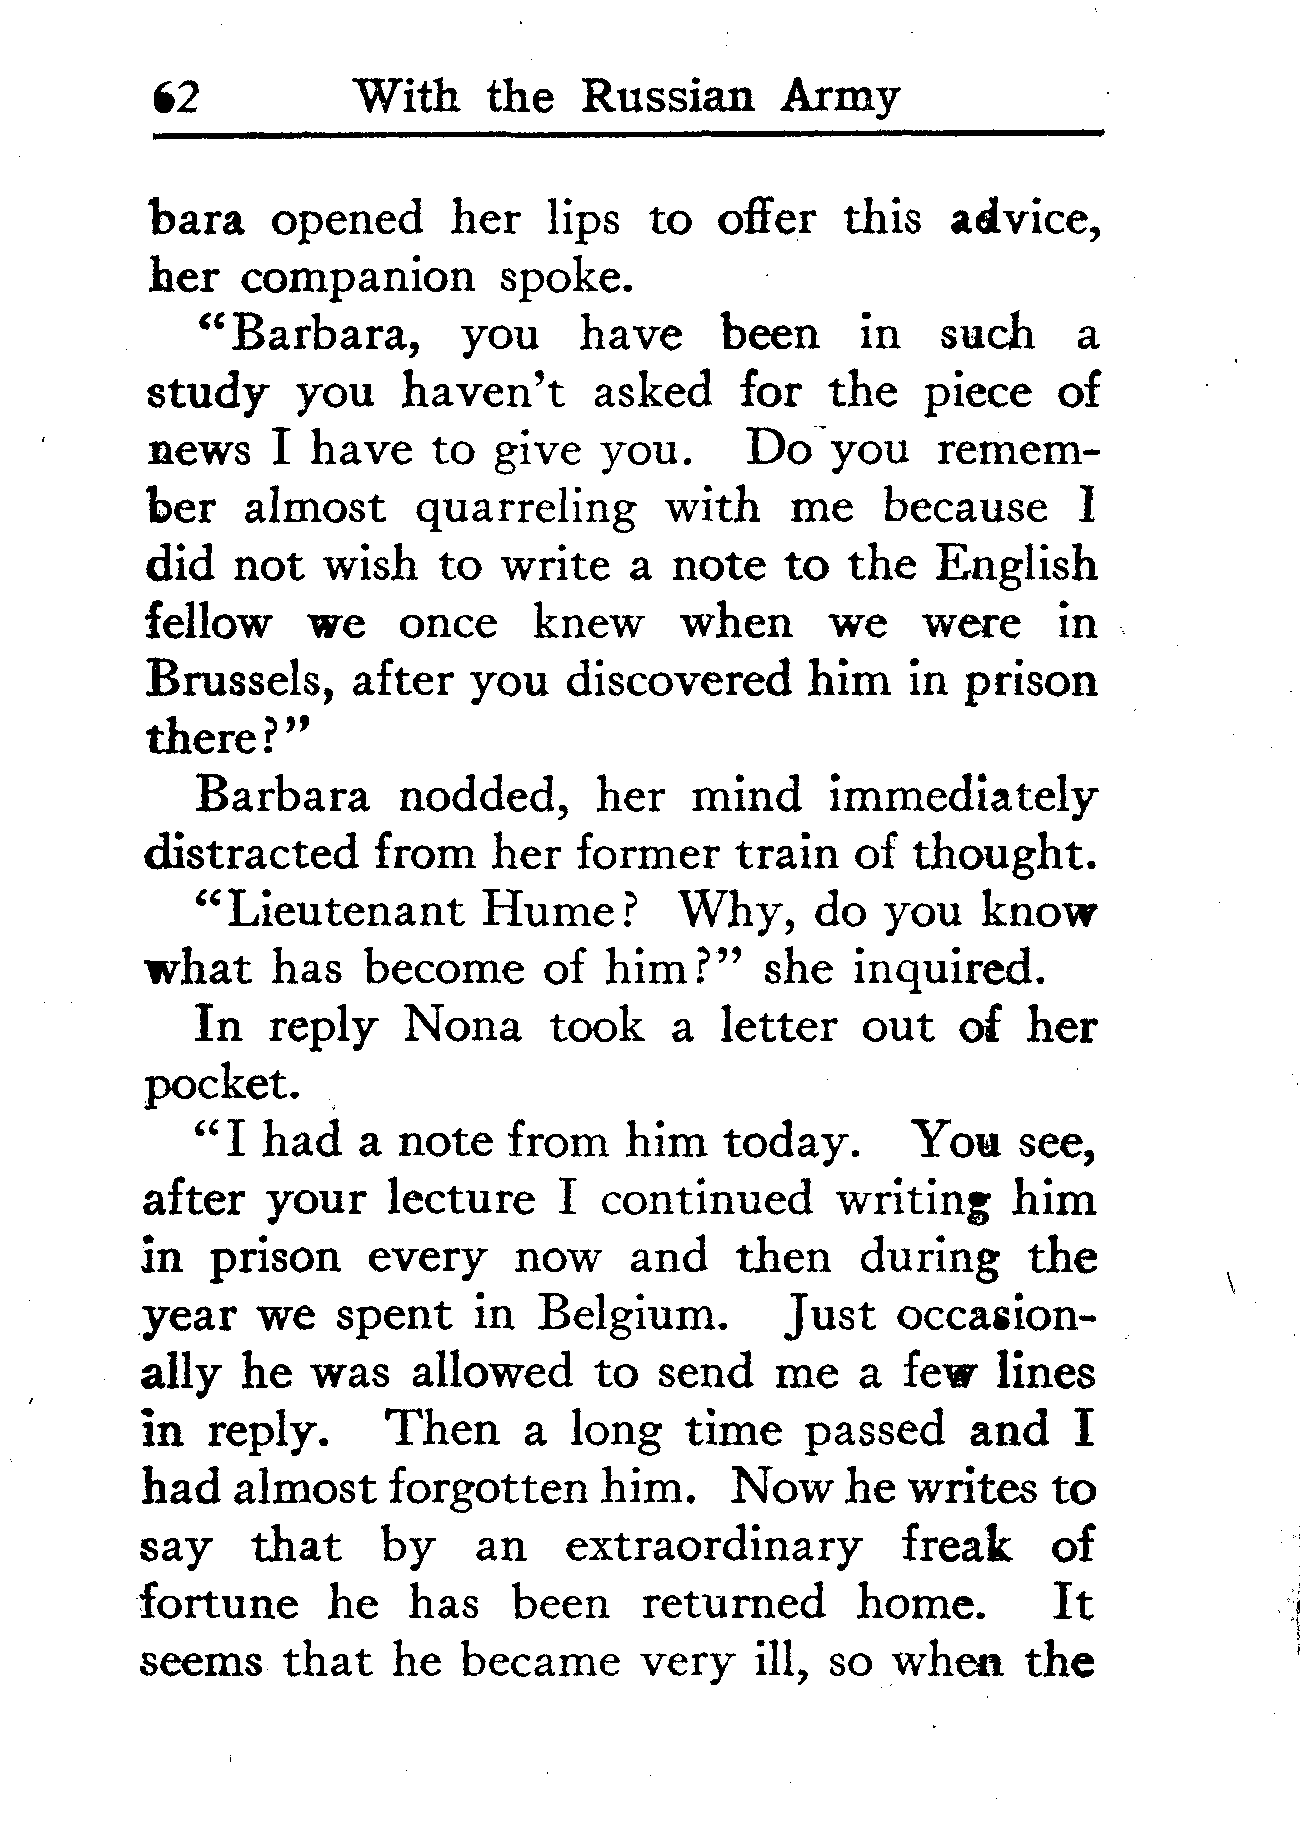 62 With the Russian Army
bara opened her lips to offer this advice,
her companion spoke.
"Barbara, you have been in such a
study you haven't asked for the piece of
news I have to give you. Do you remem-
ber almost quarreling with me because I
did not wish to write a note to the English
fellow we once knew when we were in
Brussels, after you discovered him in prison
there?"
Barbara nodded, her mind immediately
distracted from her former train of thought.
"Lieutenant Hume? Why, do you know
what has become of him?" she inquired.
In reply Nona took a letter out of her
pocket.
"I had a note from him today. You see,
after your lecture I continued writing him
in prison every now and then during the
year we spent in Belgium. Just occasion-
ally he was allowed to send me a few lines
in reply. Then a long time passed and I
had almost forgotten him. Now he writes to
say that by an extraordinary freak of
fortune he has been returned home. It
seems that he became very ill, so when the